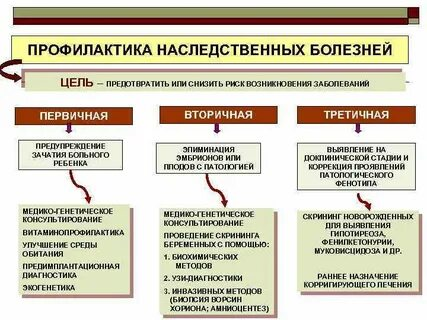 ПРОФИЛАКТИКА НАСЛЕДСТВЕННЫХ БОЛЕЗНЕЙ
ЦЕЛЬ – ПРЕДОТВРАТИТЬ ИЛИ СНИЗИТЬ РИСК ВОЗНИКНОВЕНИЯ ЗАБОЛЕВАНИЙ
ПЕРВИЧНАЯ
ПРЕДУПРЕЖДЕНИЕ
ЗАЧАТИЯ БОЛЬНОГО
РЕБЕНКА
МЕДИКО-ГЕНЕТИЧЕСКОЕ
КОНСУЛЬТИРОВАНИЕ
ВИТАМИНОПРОФИЛАКТИКА
УЛУЧШЕНИЕ СРЕДЫ
ОБИТАНИЯ
ПРЕДИМПЛАНТАЦИОННАЯ
ДИАГНОСТИКА
ЭКОГЕНЕТИКА
ВТОРИЧНАЯ
ЭЛИМИНАЦИЯ
ЭМБРИОНОВ ИЛИ
ПЛОДОВ С ПАТОЛОГИЕЙ
МЕДИКО-ГЕНЕТИЧЕСКОЕ
КОНСУЛЬТИРОВАНИЕ
ПРОВЕДЕНИЕ СКРИНИНГА
БЕРЕМЕННЫХ С ПОМОЩЬЮ:
1. БИОХИМИЧЕСКИХ
МЕТОДОВ
2. УЗИ-ДИАГНОСТИКИ
3. ИНВАЗИВНЫХ МЕТОДОВ
(БИОПСИЯ ВОРСИН
ХОРИОНА; АМНИОЦЕНТЕЗ)
ТРЕТИЧНАЯ
ВЫЯВЛЕНИЕ НА
ДОКЛИНИЧЕСКОЙ СТАДИИ И
КОРРЕКЦИЯ ПРОЯВЛЕНИЙ
ПАТОЛОГИЧЕСКОГО
ФЕНОТИПА
СКРИНИНГ НОВОРОЖДЕННЫХ
ДЛЯ ВЫЯВЛЕНИЯ
ГИПОТИРЕОЗА,
ФЕНИЛКЕТОНУРИИ,
МУКОВИСЦИДОЗА И ДР.
РАННЕЕ НАЗНАЧЕНИЕ
КОРРИГИРУЮЩЕГО ЛЕЧЕНИЯ